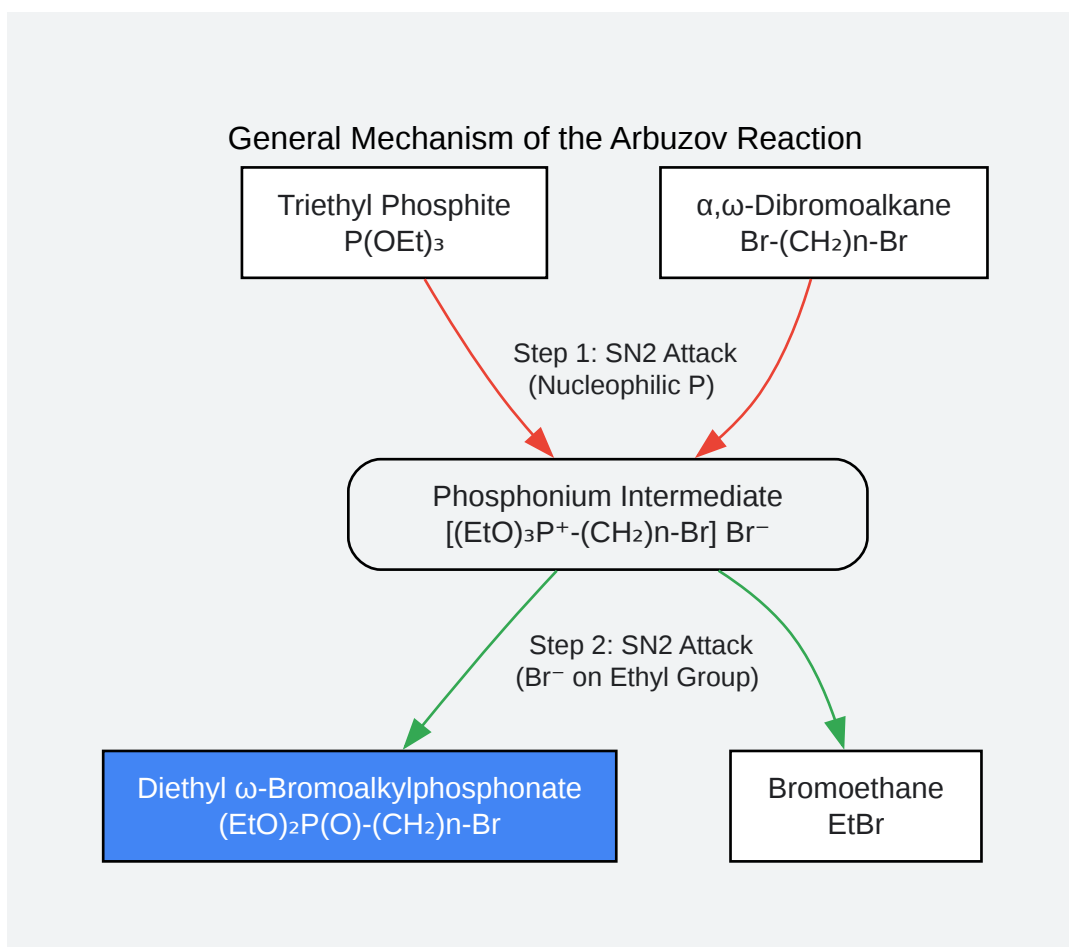 General Mechanism of the Arbuzov Reaction
Triethyl Phosphite
P(OEt)₃
α,ω-Dibromoalkane
Br-(CH₂)n-Br
Step 1: SN2 Attack
(Nucleophilic P)
Phosphonium Intermediate
[(EtO)₃P⁺-(CH₂)n-Br] Br⁻
Step 2: SN2 Attack
(Br⁻ on Ethyl Group)
Diethyl ω-Bromoalkylphosphonate
(EtO)₂P(O)-(CH₂)n-Br
Bromoethane
EtBr